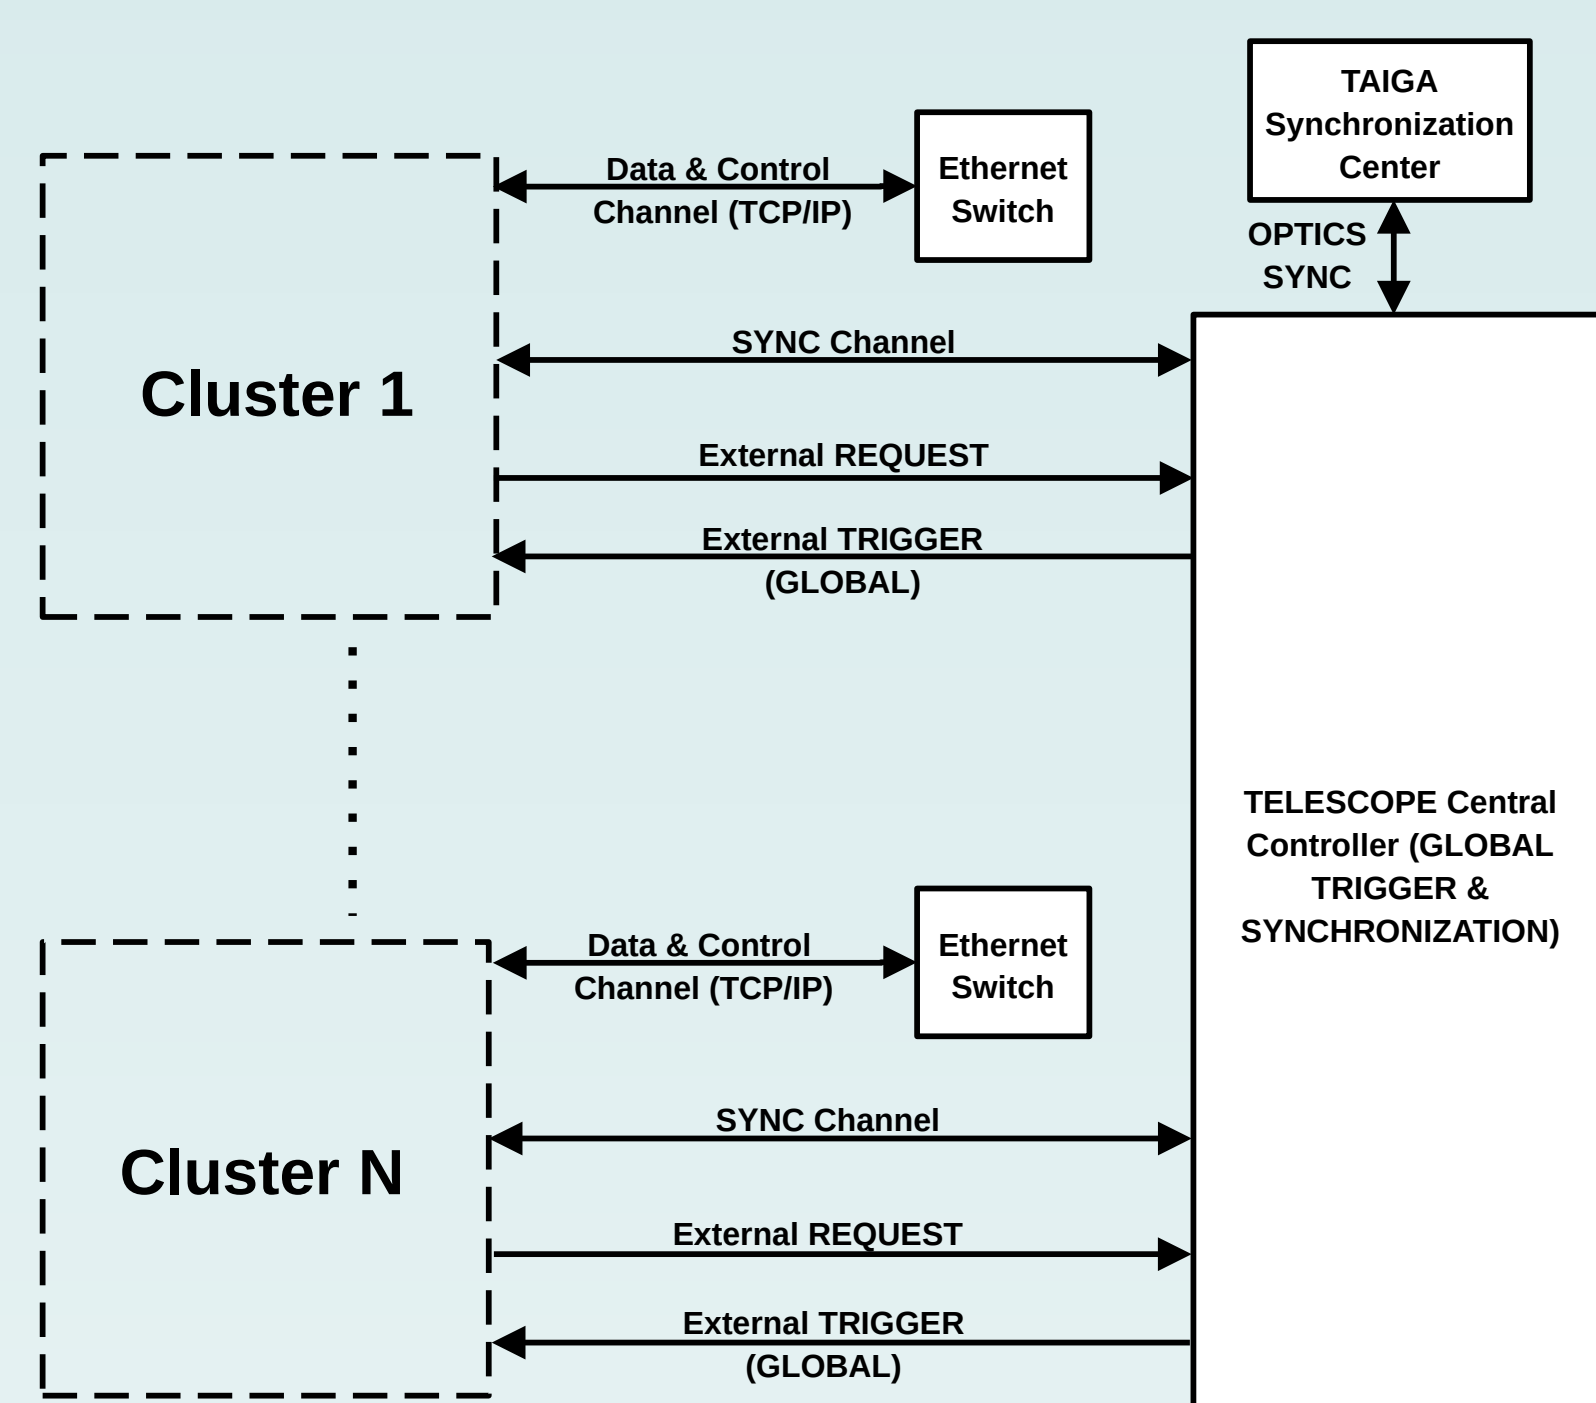 TAIGA
Synchronization
Center
Data & Control
Channel (TCP/IP)
Ethernet
Switch
OPTICS
SYNC
SYNC Channel
Cluster 1
External REQUEST
External TRIGGER
(GLOBAL)
TELESCOPE Central
Controller (GLOBAL
TRIGGER &
SYNCHRONIZATION)
Data & Control
Channel (TCP/IP)
Ethernet
Switch
SYNC Channel
Cluster N
External REQUEST
External TRIGGER
(GLOBAL)